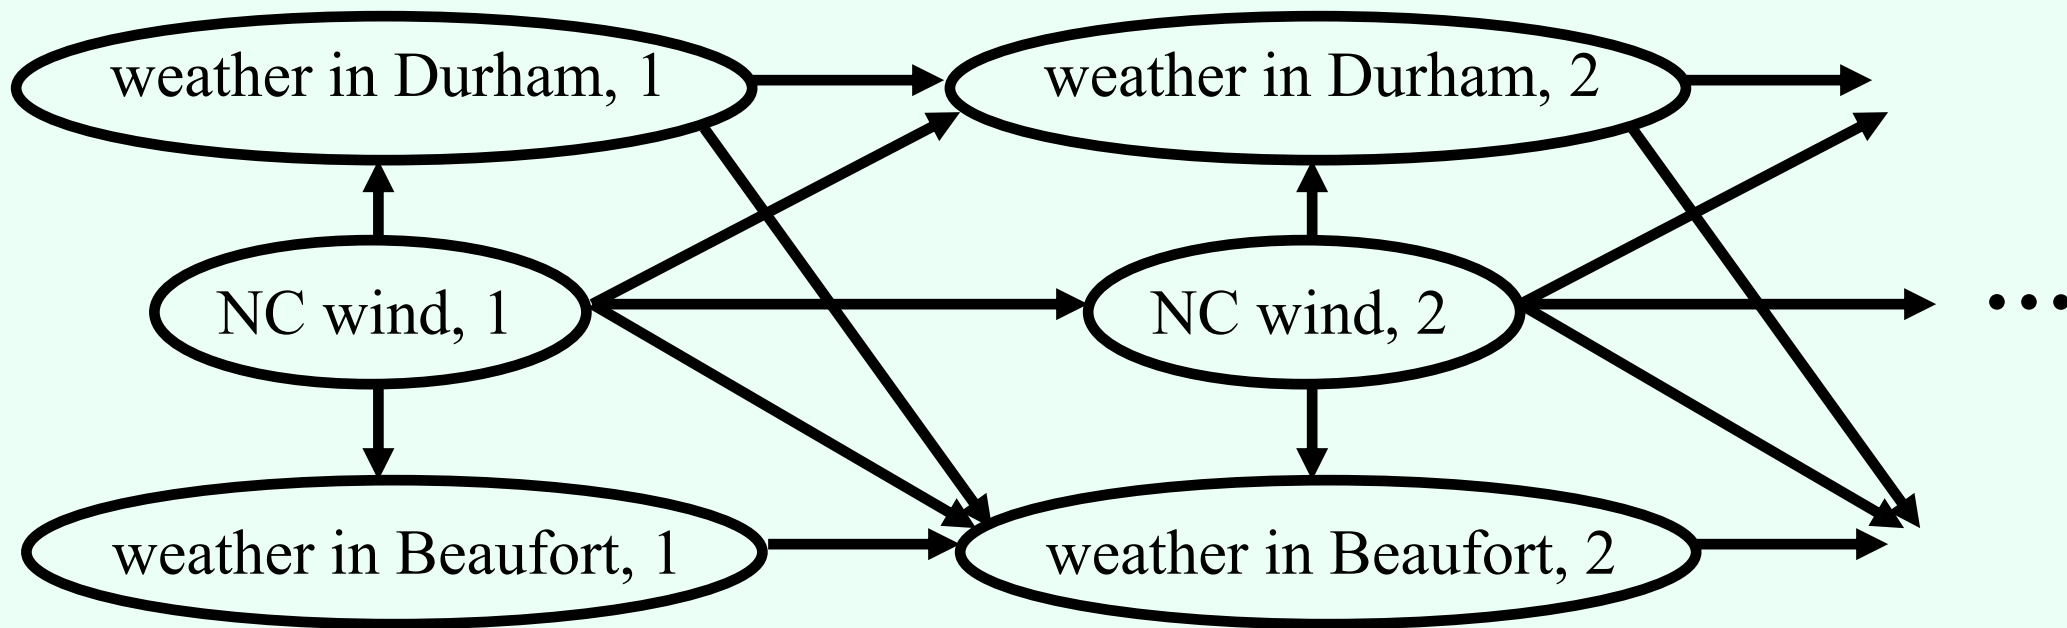 weather in Durham, 1
weather in Durham, 2
NC wind, 1
NC wind, 2
...
weather in Beaufort, 1
weather in Beaufort, 2